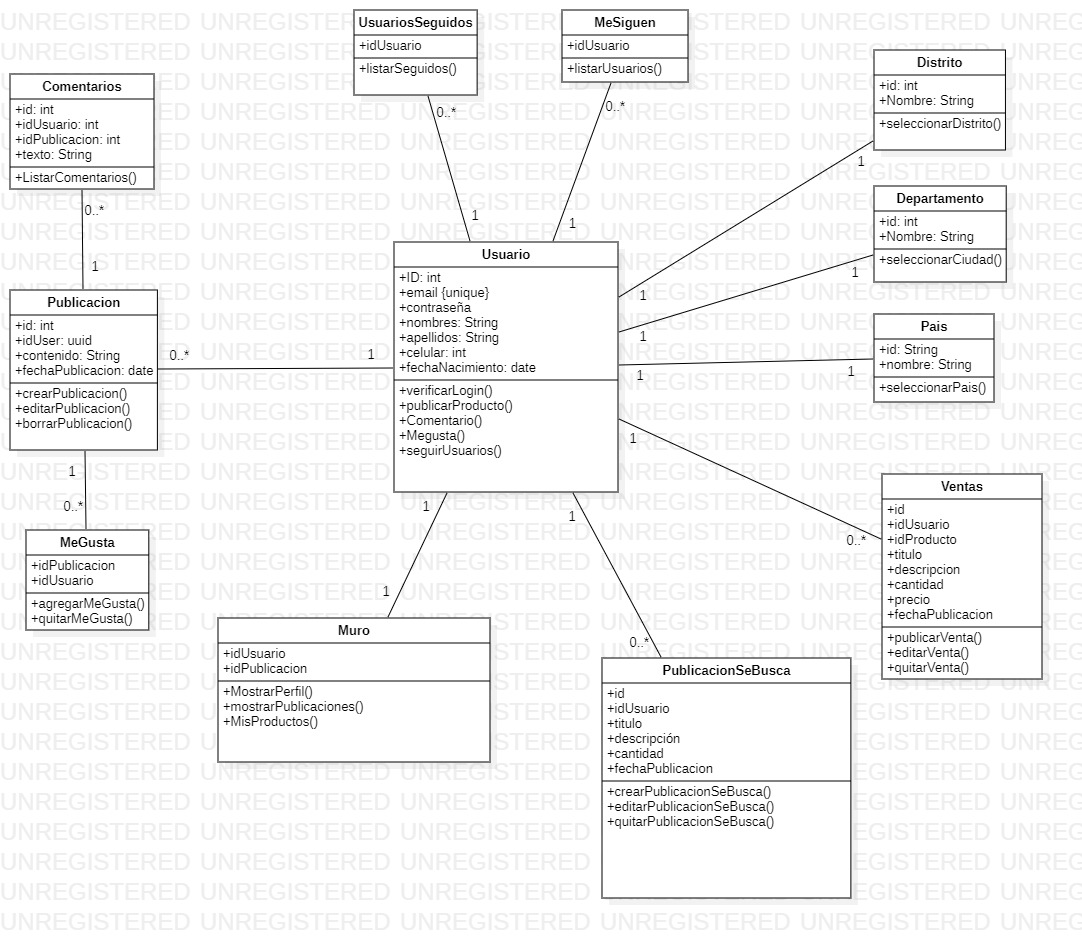 UsuariosSeguidos
+idUsuario
+listarSeguidos()
0..*
1
MeSiguen
+idUsuario
+listarUsuarios()
0..*
1
Distrito
+id: int
+Nombre: String
+seleccionarDistrito()
1
1
Comentarios
+id: int
+idUsuario: int
+idPublicacion: int
+texto: String
+ListarComentarios()
0..*
1
Departamento
+id: int
+Nombre: String
+seleccionarCiudad()
1
1
Usuario
+ID: int
+email {unique}
+contraseña
+nombres: String
+apellidos: String
+celular: int
+fechaNacimiento: date
+verificarLogin()
+publicarProducto()
+Comentario()
+Megusta()
+seguirUsuarios()
Publicacion
+id: int
+idUser: uuid
+contenido: String
+fechaPublicacion: date
+crearPublicacion()
+editarPublicacion()
+borrarPublicacion()
0..*
1
1
0..*
Pais
+id: String
+nombre: String
+seleccionarPais()
1
1
MeGusta
+idPublicacion
+idUsuario
+agregarMeGusta()
+quitarMeGusta()
Ventas
+id
+idUsuario
+idProducto
+titulo
+descripcion
+cantidad
+precio
+fechaPublicacion
+publicarVenta()
+editarVenta()
+quitarVenta()
1
0..*
Muro
+idUsuario
+idPublicacion
+MostrarPerfil()
+mostrarPublicaciones()
+MisProductos()
1
1
PublicacionSeBusca
+id
+idUsuario
+titulo
+descripción
+cantidad
+fechaPublicacion
+crearPublicacionSeBusca()
+editarPublicacionSeBusca()
+quitarPublicacionSeBusca()
1
0..*
UNREGISTERED